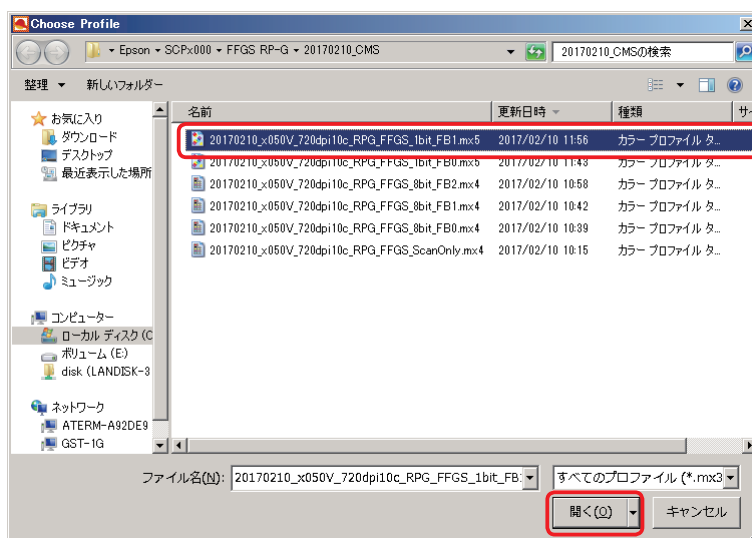 Choose Profile
Epson SCPx000 FFGS RP-G 20170210_CMS 20170210_CMSの検索
整理 新しいフォルダー
お気に入り
ダウンロード
デスクトップ
最近表示した場所
ライブラリ
ドキュメント
ピクチャ
ビデオ
ミュージック
コンピューター
ローカル ディスク (C
ボリューム (E:)
disk (LANDISK-3
ネットワーク
ATERM-A92DE9
GST-1G
名前 更新日時 種類 サイ
20170210_x050V_720dpi10c_RPG_FFGS_1bit_FB1.mx5 2017/02/10 11:56 カラー プロファイル タ...
20170210_x050V_720dpi10c_RPG_FFGS_1bit_FB0.mx5 2017/02/10 11:43 カラー プロファイル タ...
20170210_x050V_720dpi10c_RPG_FFGS_8bit_FB2.mx4 2017/02/10 10:58 カラー プロファイル タ...
20170210_x050V_720dpi10c_RPG_FFGS_8bit_FB1.mx4 2017/02/10 10:42 カラー プロファイル タ...
20170210_x050V_720dpi10c_RPG_FFGS_8bit_FB0.mx4 2017/02/10 10:39 カラー プロファイル タ...
20170210_x050V_720dpi10c_RPG_FFGS_ScanOnly.mx4 2017/02/10 10:15 カラー プロファイル タ...
ファイル名(N): 20170210_x050V_720dpi10c_RPG_FFGS_1bit_FB すべてのプロファイル (*.mx3
開く(O) キャンセル